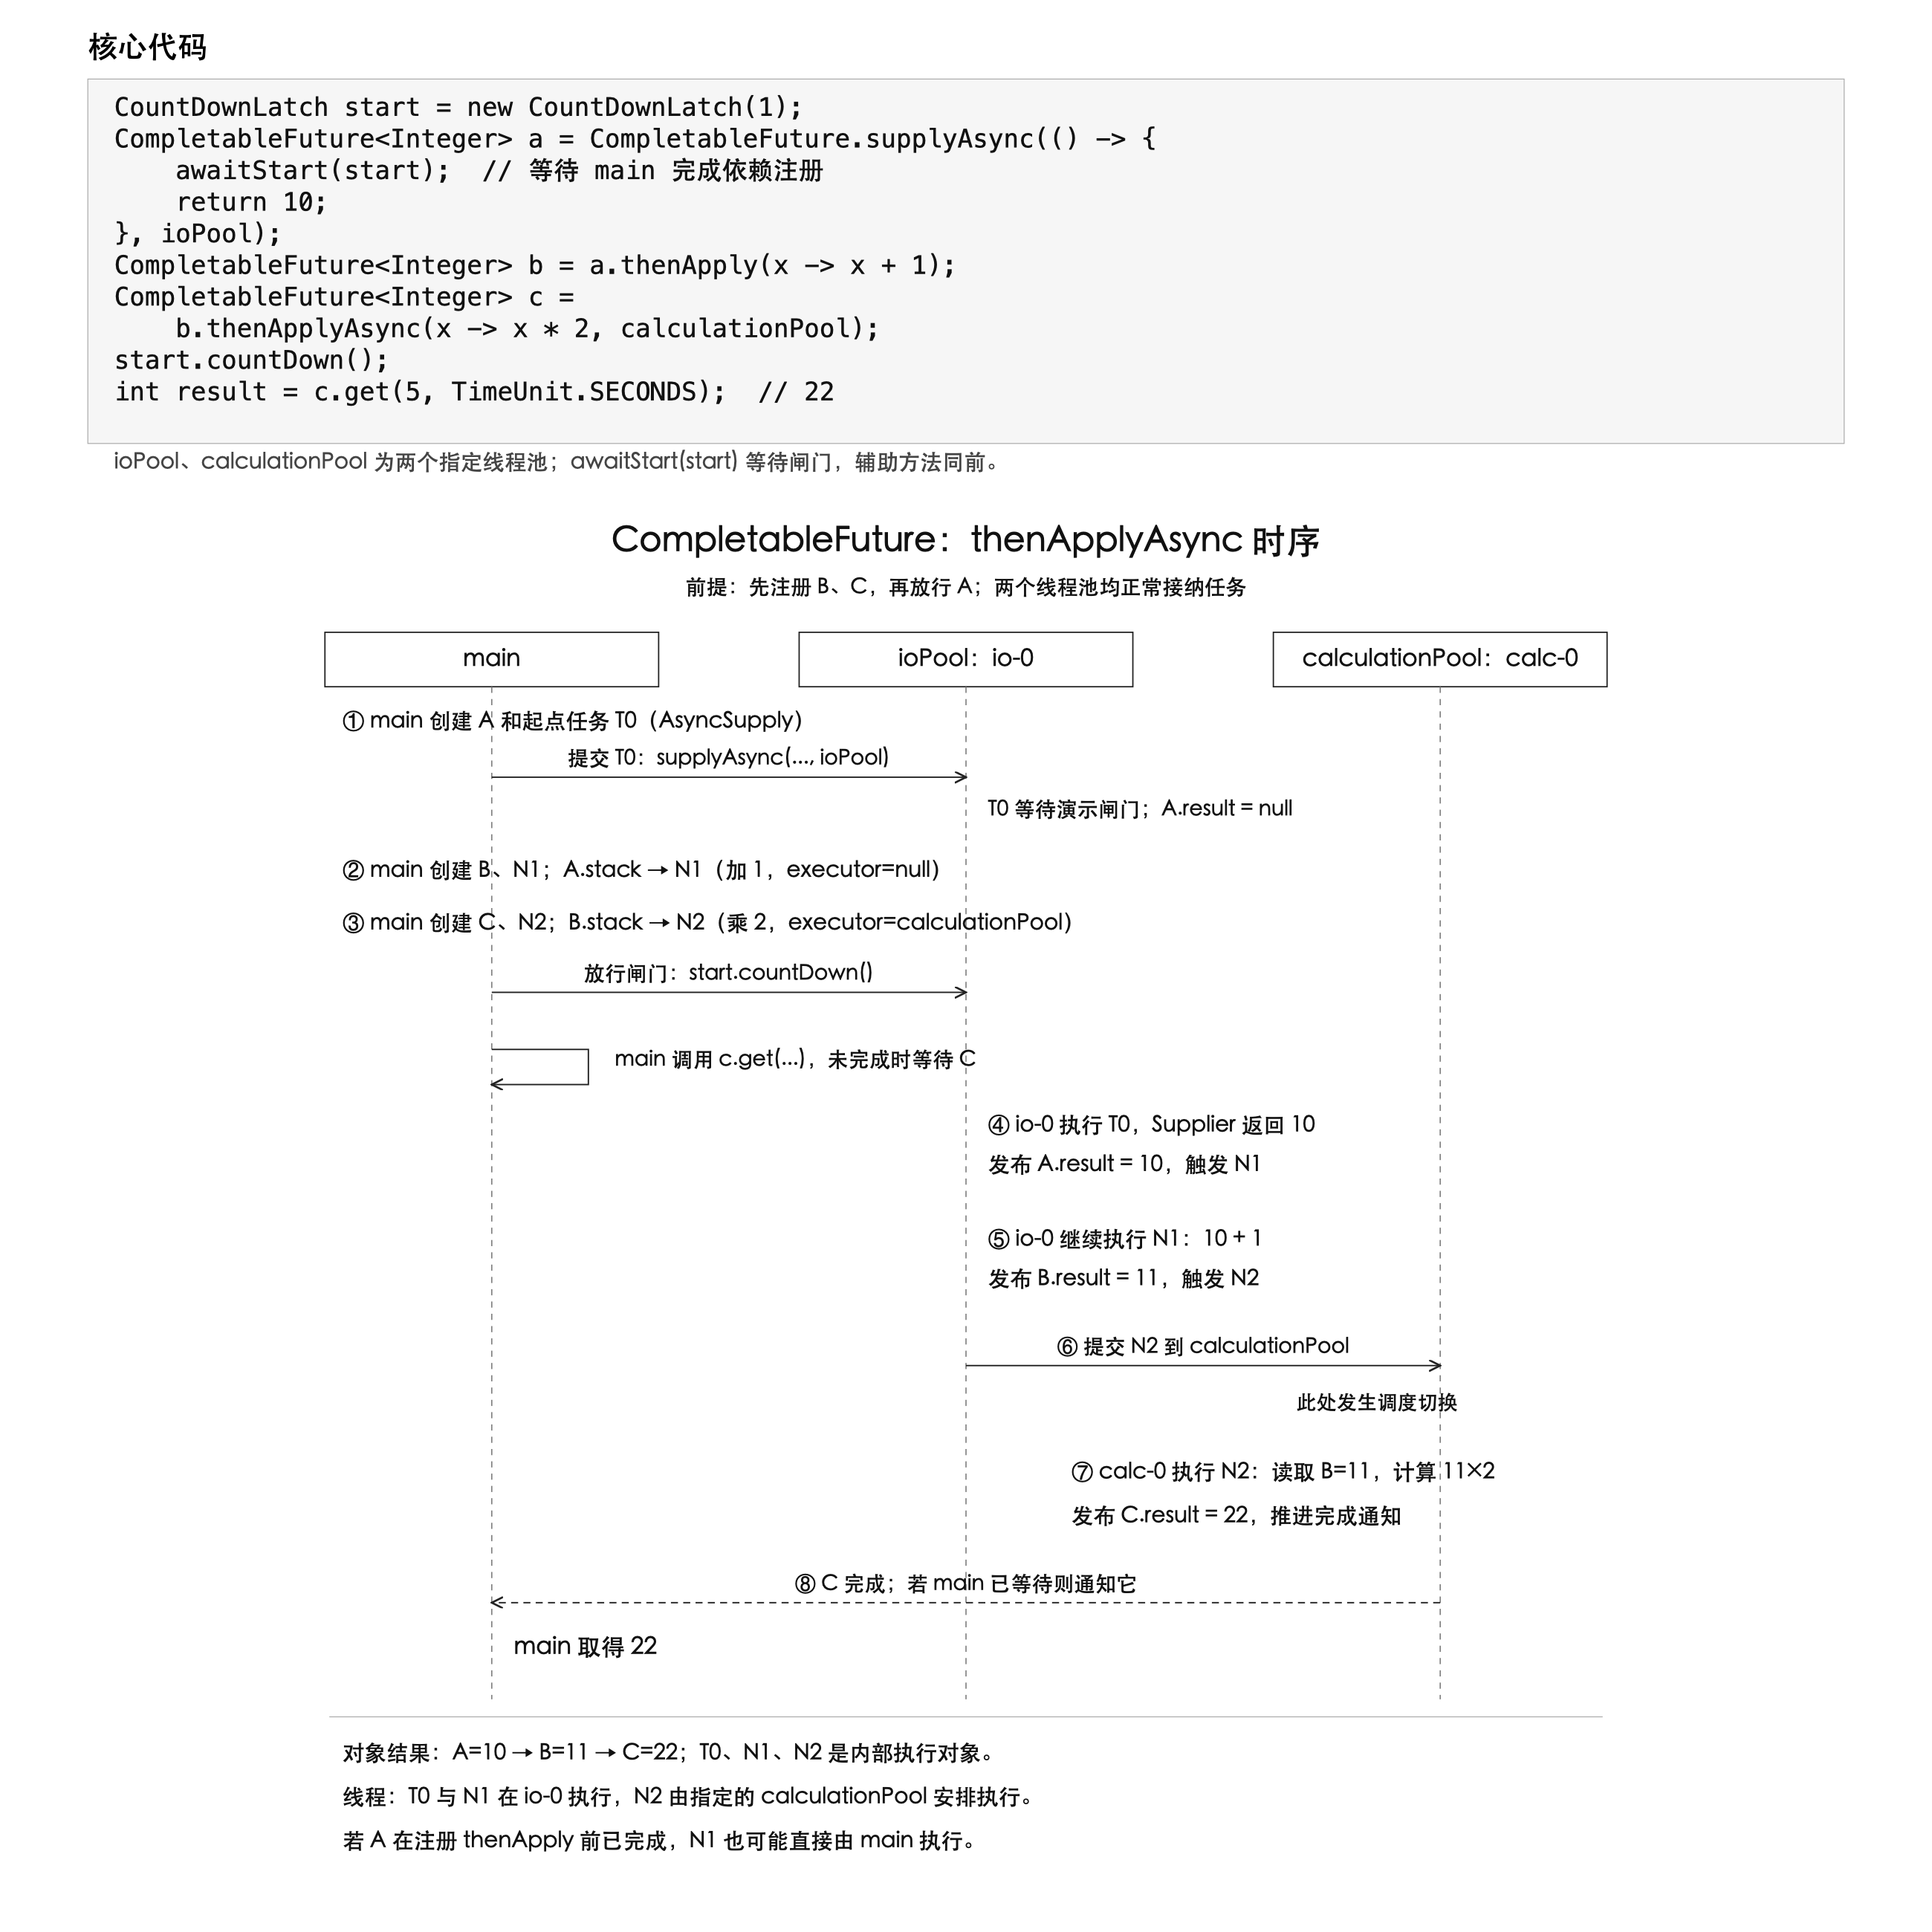 核心代码
CountDownLatch start = new CountDownLatch(1);
CompletableFuture<Integer> a = CompletableFuture.supplyAsync(() -> {
    awaitStart(start);  // 等待 main 完成依赖注册
    return 10;
}, ioPool);
CompletableFuture<Integer> b = a.thenApply(x -> x + 1);
CompletableFuture<Integer> c =
    b.thenApplyAsync(x -> x * 2, calculationPool);
start.countDown();
int result = c.get(5, TimeUnit.SECONDS);  // 22
ioPool、calculationPool 为两个指定线程池；awaitStart(start) 等待闸门，辅助方法同前。
CompletableFuture：thenApplyAsync 时序
前提：先注册 B、C，再放行 A；两个线程池均正常接纳任务
main
ioPool：io-0
calculationPool：calc-0
① main 创建 A 和起点任务 T0（AsyncSupply）
提交 T0：supplyAsync(..., ioPool)
T0 等待演示闸门；A.result = null
② main 创建 B、N1；A.stack → N1（加 1，executor=null）
③ main 创建 C、N2；B.stack → N2（乘 2，executor=calculationPool）
放行闸门：start.countDown()
main 调用 c.get(...)，未完成时等待 C
④ io-0 执行 T0，Supplier 返回 10
发布 A.result = 10，触发 N1
⑤ io-0 继续执行 N1：10 + 1
发布 B.result = 11，触发 N2
⑥ 提交 N2 到 calculationPool
此处发生调度切换
⑦ calc-0 执行 N2：读取 B=11，计算 11×2
发布 C.result = 22，推进完成通知
⑧ C 完成；若 main 已等待则通知它
main 取得 22
对象结果：A=10 → B=11 → C=22；T0、N1、N2 是内部执行对象。
线程：T0 与 N1 在 io-0 执行，N2 由指定的 calculationPool 安排执行。
若 A 在注册 thenApply 前已完成，N1 也可能直接由 main 执行。